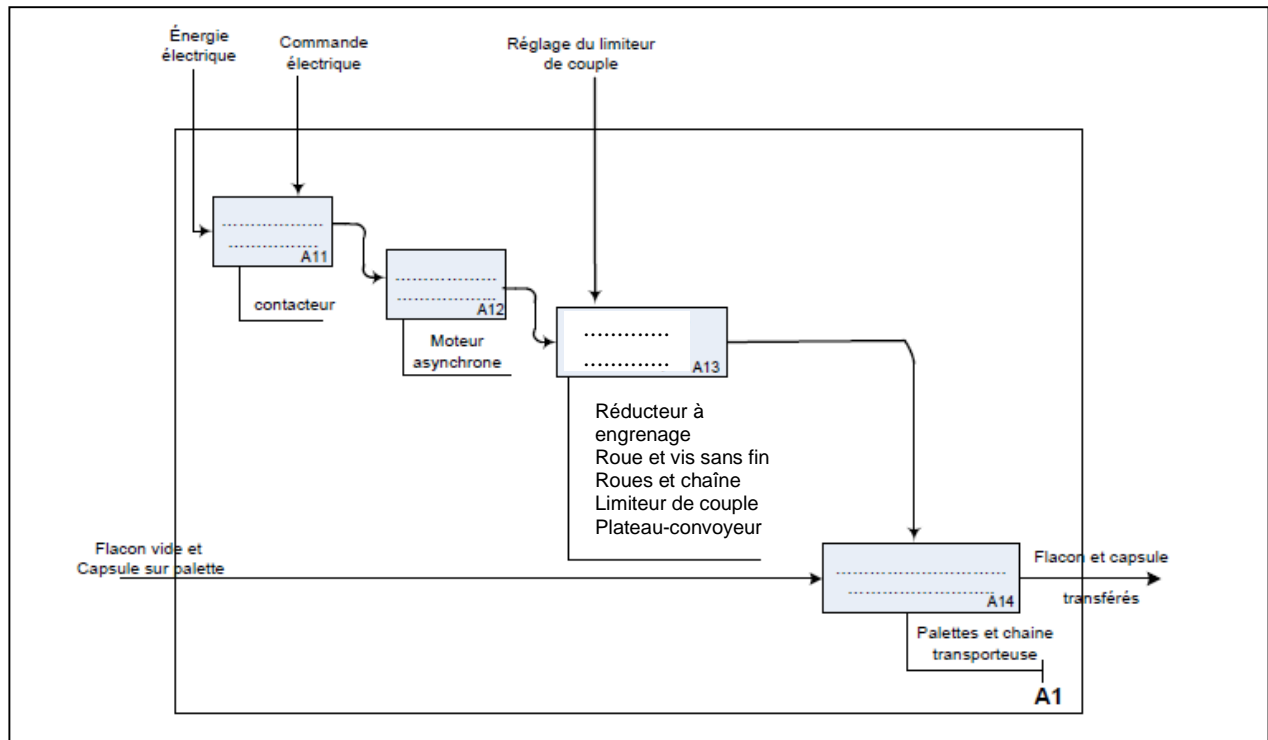 Énergie
électrique
Commande
électrique
Réglage du limiteur
de couple
.....................
..................
A11
contacteur
.....................
.....................
A12
Moteur
asynchrone
.............
.............
A13
Réducteur à
engrenage
Roue et vis sans fin
Roues et chaîne
Limiteur de couple
Plateau-convoyeur
Flacon vide et
Capsule sur palette
...................................
..............................
A14
Flacon et capsule
transférés
Palettes et chaine
transporteuse
A1